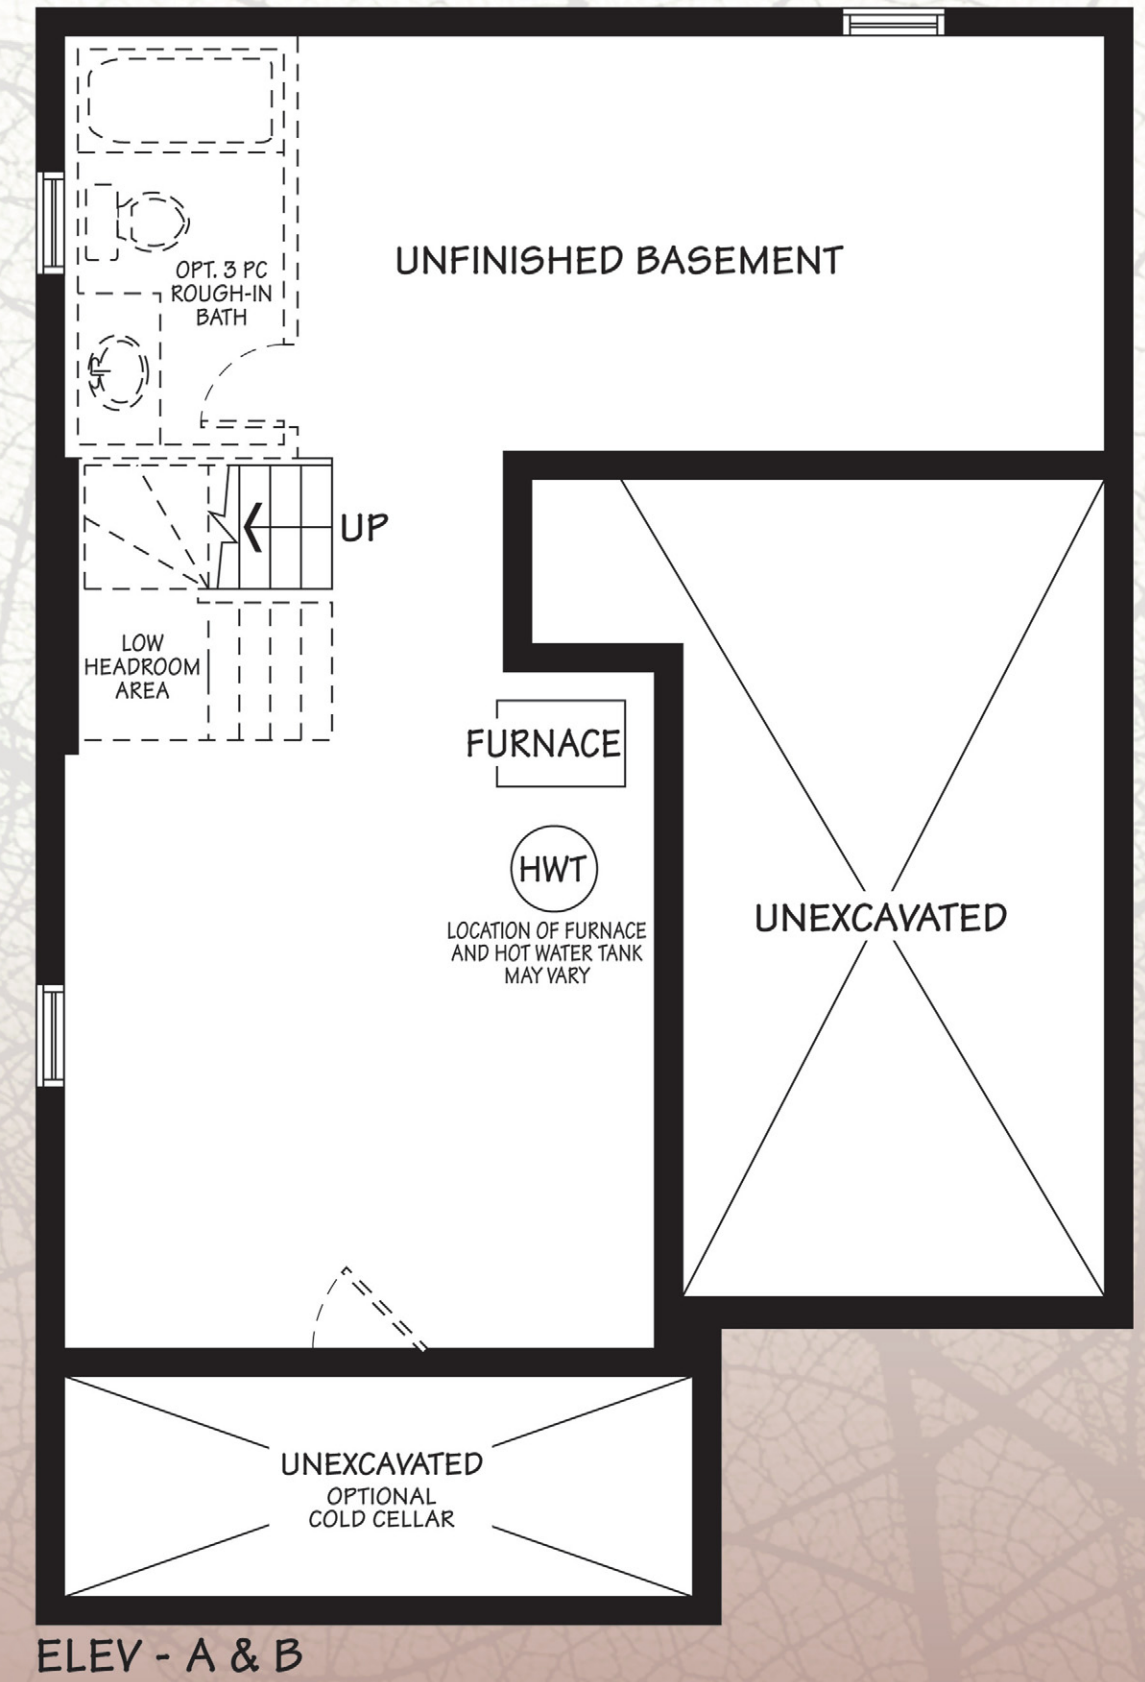 OPT. 3 PC
ROUGH-IN
BATH
UNFINISHED BASEMENT
UP
LOW
HEADROOM
AREA
FURNACE
HWT
LOCATION OF FURNACE
AND HOT WATER TANK
MAY VARY
UNEXCAVATED
UNEXCAVATED
OPTIONAL
COLD CELLAR
ELEV - A & B